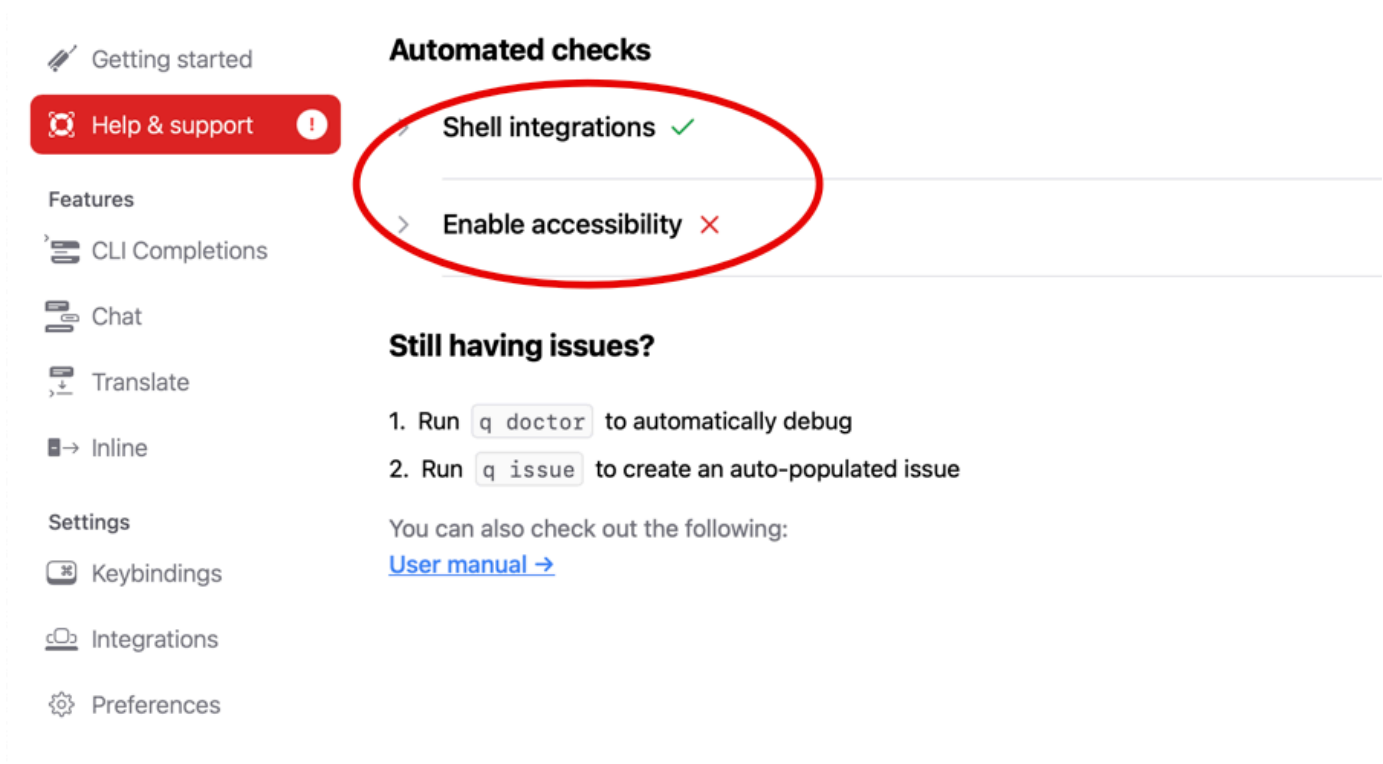 Getting started
Help & support
Features
CLI Completions
Chat
Translate
Inline
Settings
Keybindings
Integrations
Preferences
Automated checks
Shell integrations
Enable accessibility
Still having issues?
1. Run q doctor to automatically debug
2. Run q issue to create an auto-populated issue
You can also check out the following:
User manual →